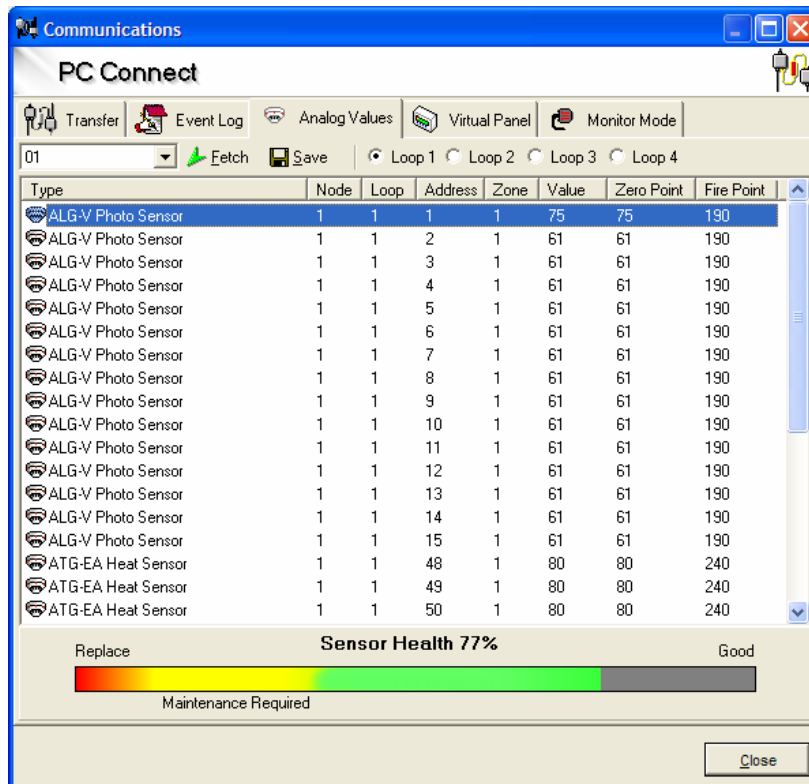 Communications
PC Connect
Transfer Event Log Analog Values Virtual Panel Monitor Mode
01 Fetch Save Loop 1 Loop 2 Loop 3 Loop 4
Type Node Loop Address Zone Value Zero Point Fire Point
ALG-V Photo Sensor 1 1 1 1 75 75 190
ALG-V Photo Sensor 1 1 2 1 61 61 190
ALG-V Photo Sensor 1 1 3 1 61 61 190
ALG-V Photo Sensor 1 1 4 1 61 61 190
ALG-V Photo Sensor 1 1 5 1 61 61 190
ALG-V Photo Sensor 1 1 6 1 61 61 190
ALG-V Photo Sensor 1 1 7 1 61 61 190
ALG-V Photo Sensor 1 1 8 1 61 61 190
ALG-V Photo Sensor 1 1 9 1 61 61 190
ALG-V Photo Sensor 1 1 10 1 61 61 190
ALG-V Photo Sensor 1 1 11 1 61 61 190
ALG-V Photo Sensor 1 1 12 1 61 61 190
ALG-V Photo Sensor 1 1 13 1 61 61 190
ALG-V Photo Sensor 1 1 14 1 61 61 190
ALG-V Photo Sensor 1 1 15 1 61 61 190
ATG-EA Heat Sensor 1 1 48 1 80 80 240
ATG-EA Heat Sensor 1 1 49 1 80 80 240
ATG-EA Heat Sensor 1 1 50 1 80 80 240
Replace Sensor Health 77% Good
Maintenance Required
Close